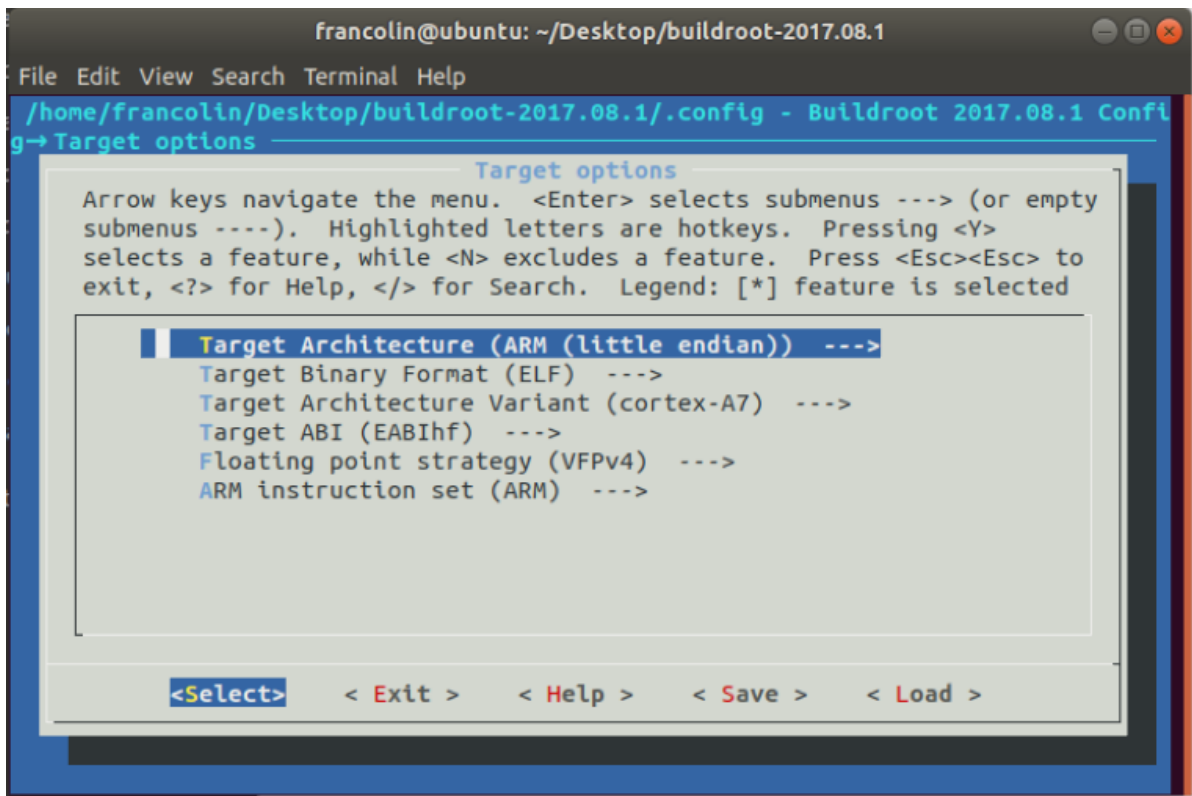 francolin@ubuntu: ~/Desktop/buildroot-2017.08.1
File Edit View Search Terminal Help
/home/francolin/Desktop/buildroot-2017.08.1/.config - Buildroot 2017.08.1 Confi
g→ Target options
Target options
Arrow keys navigate the menu.  <Enter> selects submenus ---> (or empty
submenus ----).  Highlighted letters are hotkeys.  Pressing <Y>
selects a feature, while <N> excludes a feature.  Press <Esc><Esc> to
exit, <?> for Help, </> for Search.  Legend: [*] feature is selected
Target Architecture (ARM (little endian))  --->
Target Binary Format (ELF)  --->
Target Architecture Variant (cortex-A7)  --->
Target ABI (EABIhf)  --->
Floating point strategy (VFPv4)  --->
ARM instruction set (ARM)  --->
<Select>    < Exit >    < Help >    < Save >    < Load >